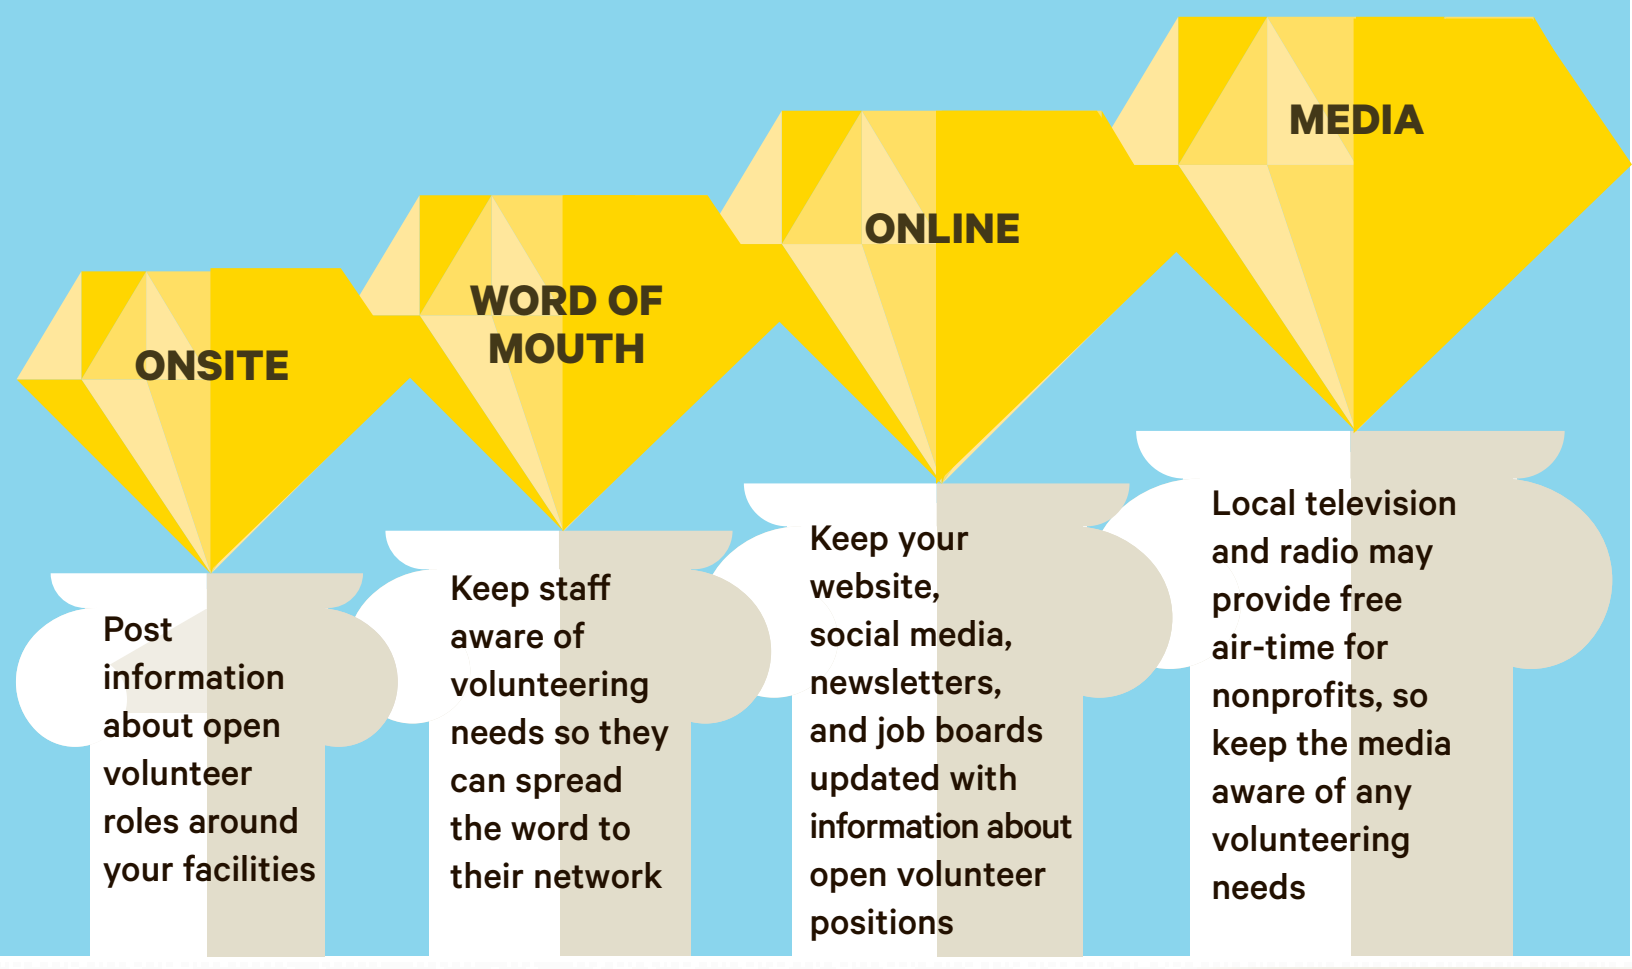 ONSITE
Post
information
about open
volunteer
roles around
your facilities
WORD OF
MOUTH
Keep staff
aware of
volunteering
needs so they
can spread
the word to
their network
ONLINE
Keep your
website,
social media,
newsletters,
and job boards
updated with
information about
open volunteer
positions
MEDIA
Local television
and radio may
provide free
air-time for
nonprofits, so
keep the media
aware of any
volunteering
needs